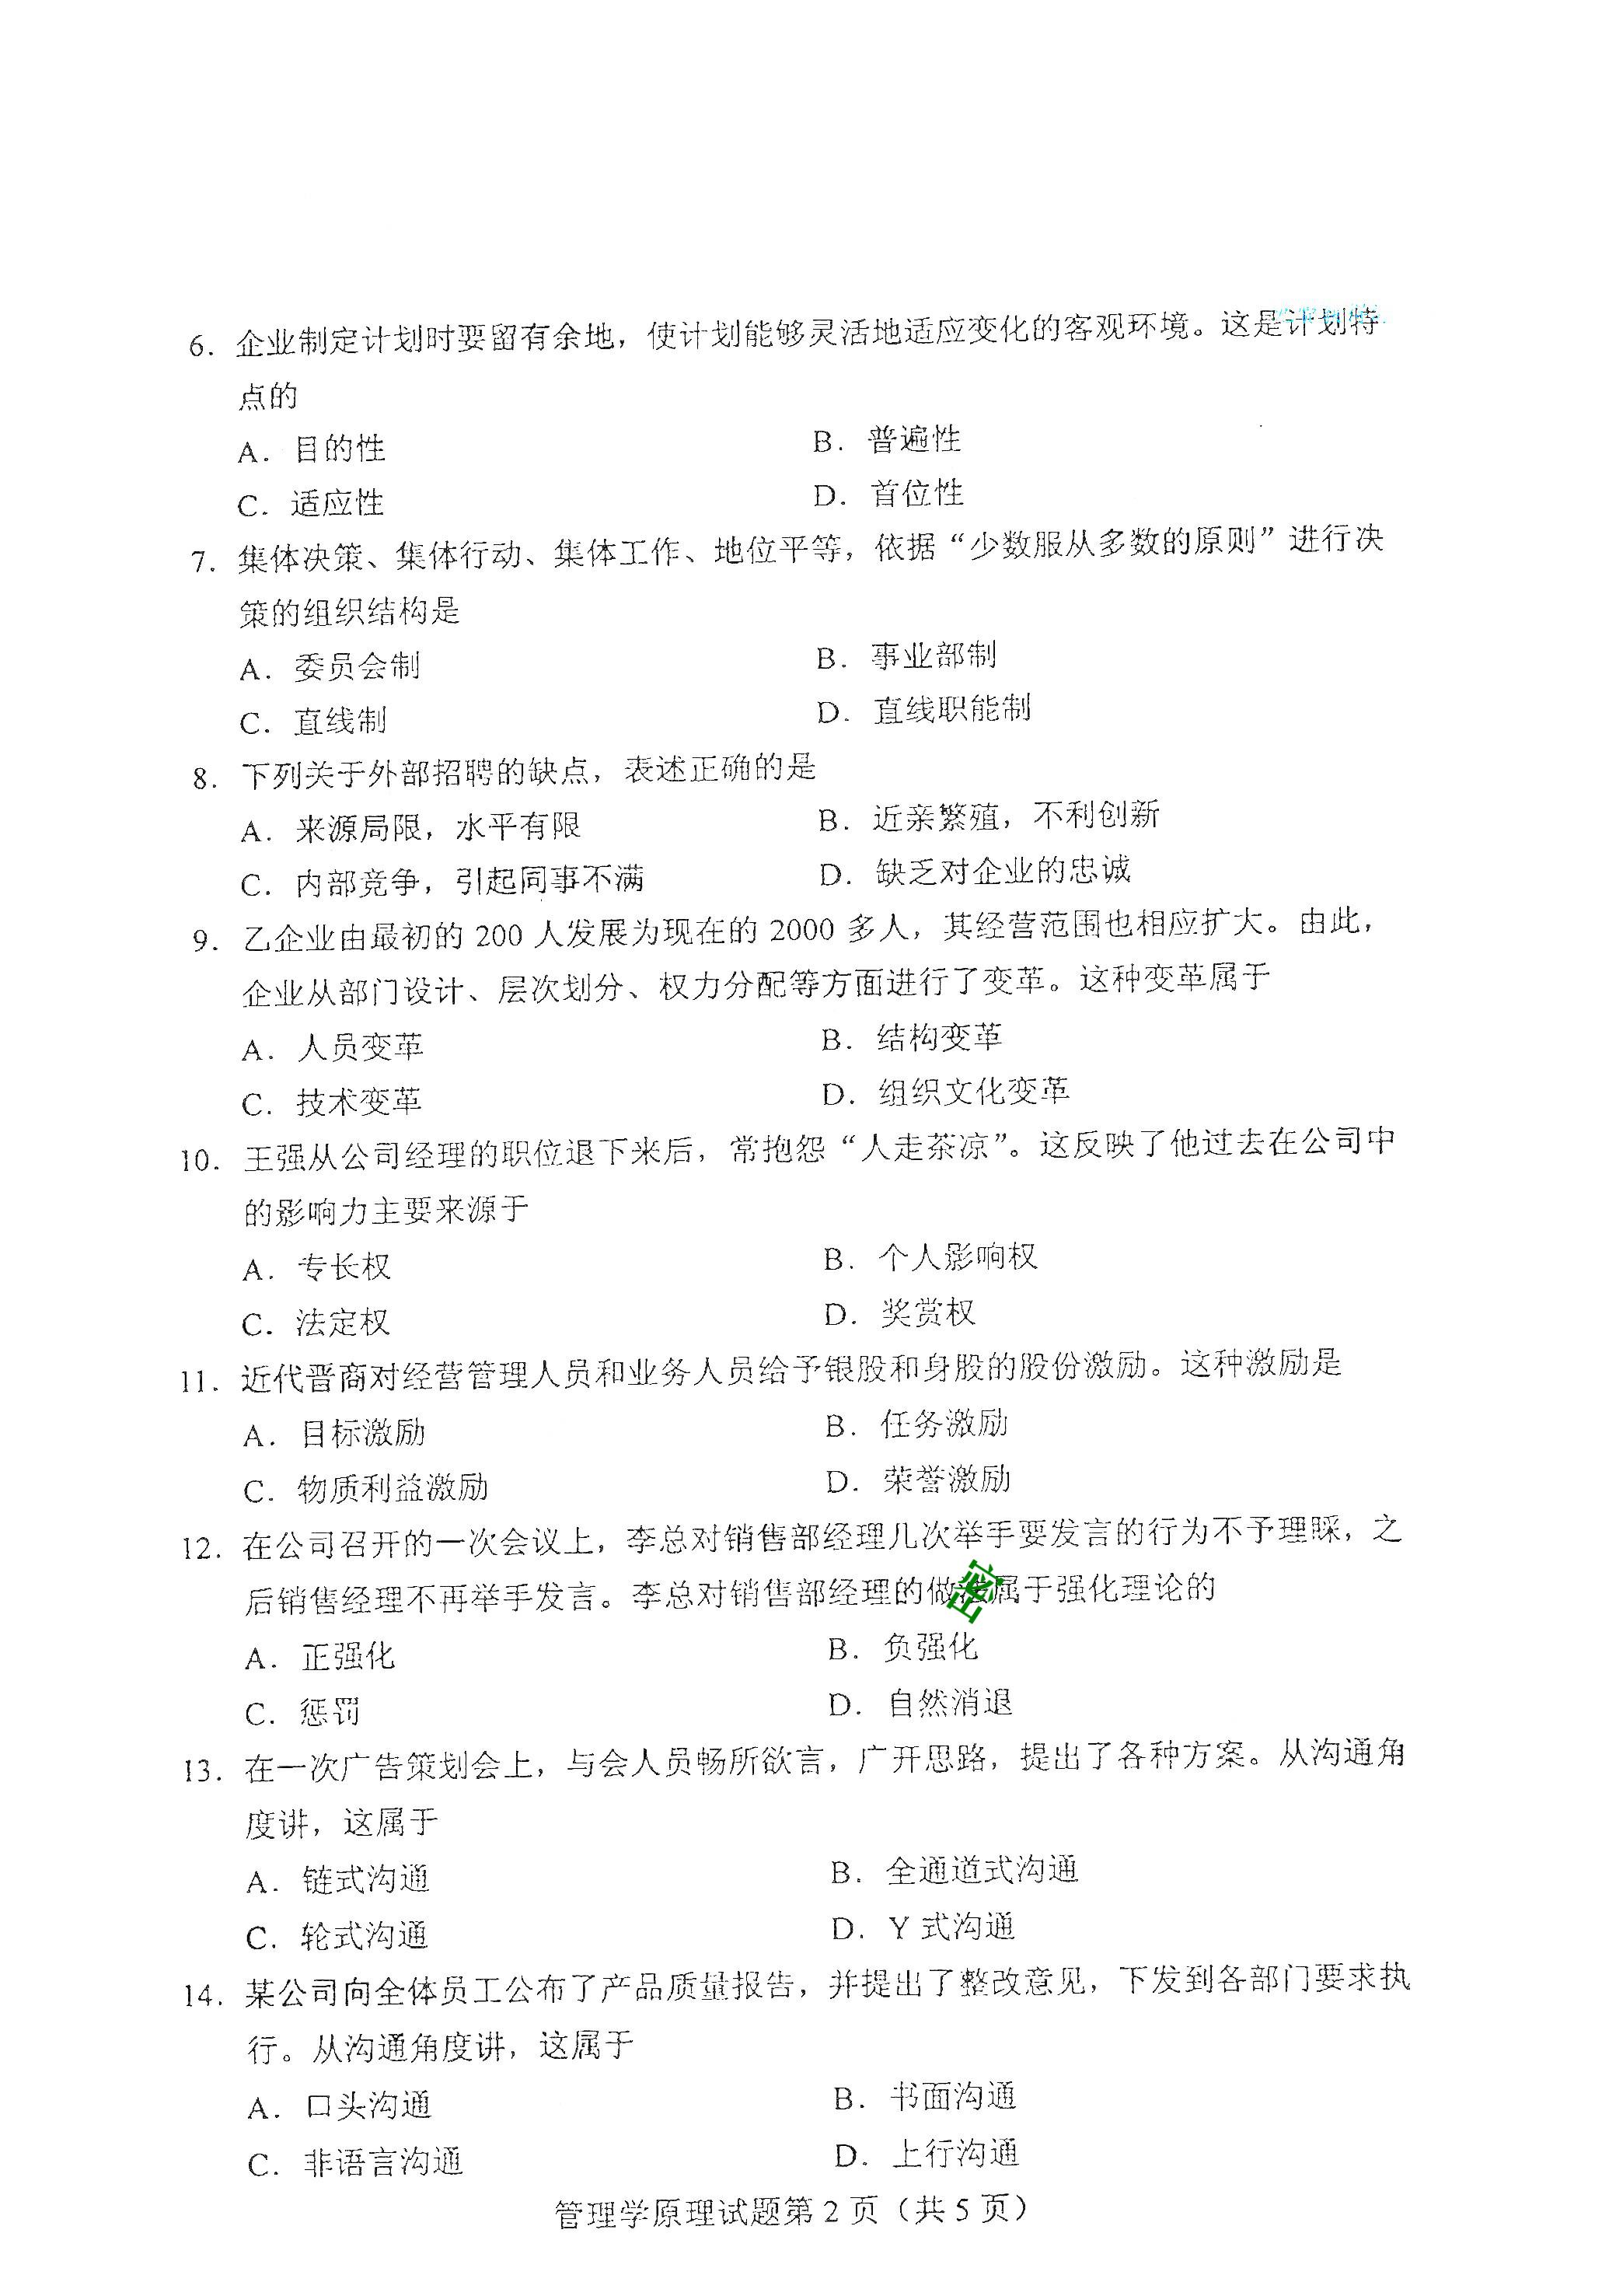 6. 企业制定计划时要留有余地，使计划能够灵活地适应变化的客观环境。这是计划特
点的
A. 目的性 B. 普遍性
C. 适应性 D. 首位性
7. 集体决策、集体行动、集体工作、地位平等，依据“少数服从多数的原则”进行决
策的组织结构是
A. 委员会制 B. 事业部制
C. 直线制 D. 直线职能制
8. 下列关于外部招聘的缺点，表述正确的是
A. 来源局限，水平有限 B. 近亲繁殖，不利创新
C. 内部竞争，引起同事不满 D. 缺乏对企业的忠诚
9. 乙企业由最初的 200 人发展为现在的 2000 多人，其经营范围也相应扩大。由此，
企业从部门设计、层次划分、权力分配等方面进行了变革。这种变革属于
A. 人员变革 B. 结构变革
C. 技术变革 D. 组织文化变革
10. 王强从公司经理的职位退下来后，常抱怨“人走茶凉”。这反映了他过去在公司中
的影响力主要来源于
A. 专长权 B. 个人影响权
C. 法定权 D. 奖赏权
11. 近代晋商对经营管理人员和业务人员给予银股和身股的股份激励。这种激励是
A. 目标激励 B. 任务激励
C. 物质利益激励 D. 荣誉激励
12. 在公司召开的一次会议上，李总对销售部经理几次举手要发言的行为不予理睬，之
后销售经理不再举手发言。李总对销售部经理的做 密 属于强化理论的
A. 正强化 B. 负强化
C. 惩罚 D. 自然消退
13. 在一次广告策划会上，与会人员畅所欲言，广开思路，提出了各种方案。从沟通角
度讲，这属于
A. 链式沟通 B. 全通道式沟通
C. 轮式沟通 D. Y 式沟通
14. 某公司向全体员工公布了产品质量报告，并提出了整改意见，下发到各部门要求执
行。从沟通角度讲，这属于
A. 口头沟通 B. 书面沟通
C. 非语言沟通 D. 上行沟通
管理学原理试题第 2 页（共 5 页）